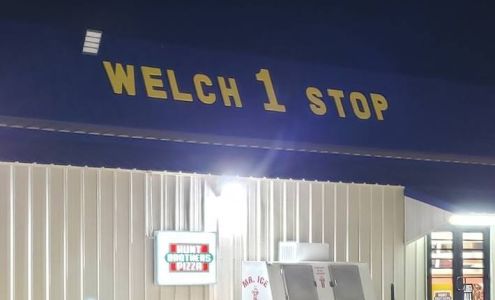 WELCH 1 STOP
HUNT
BROTHERS
PIZZA
MR. ICE